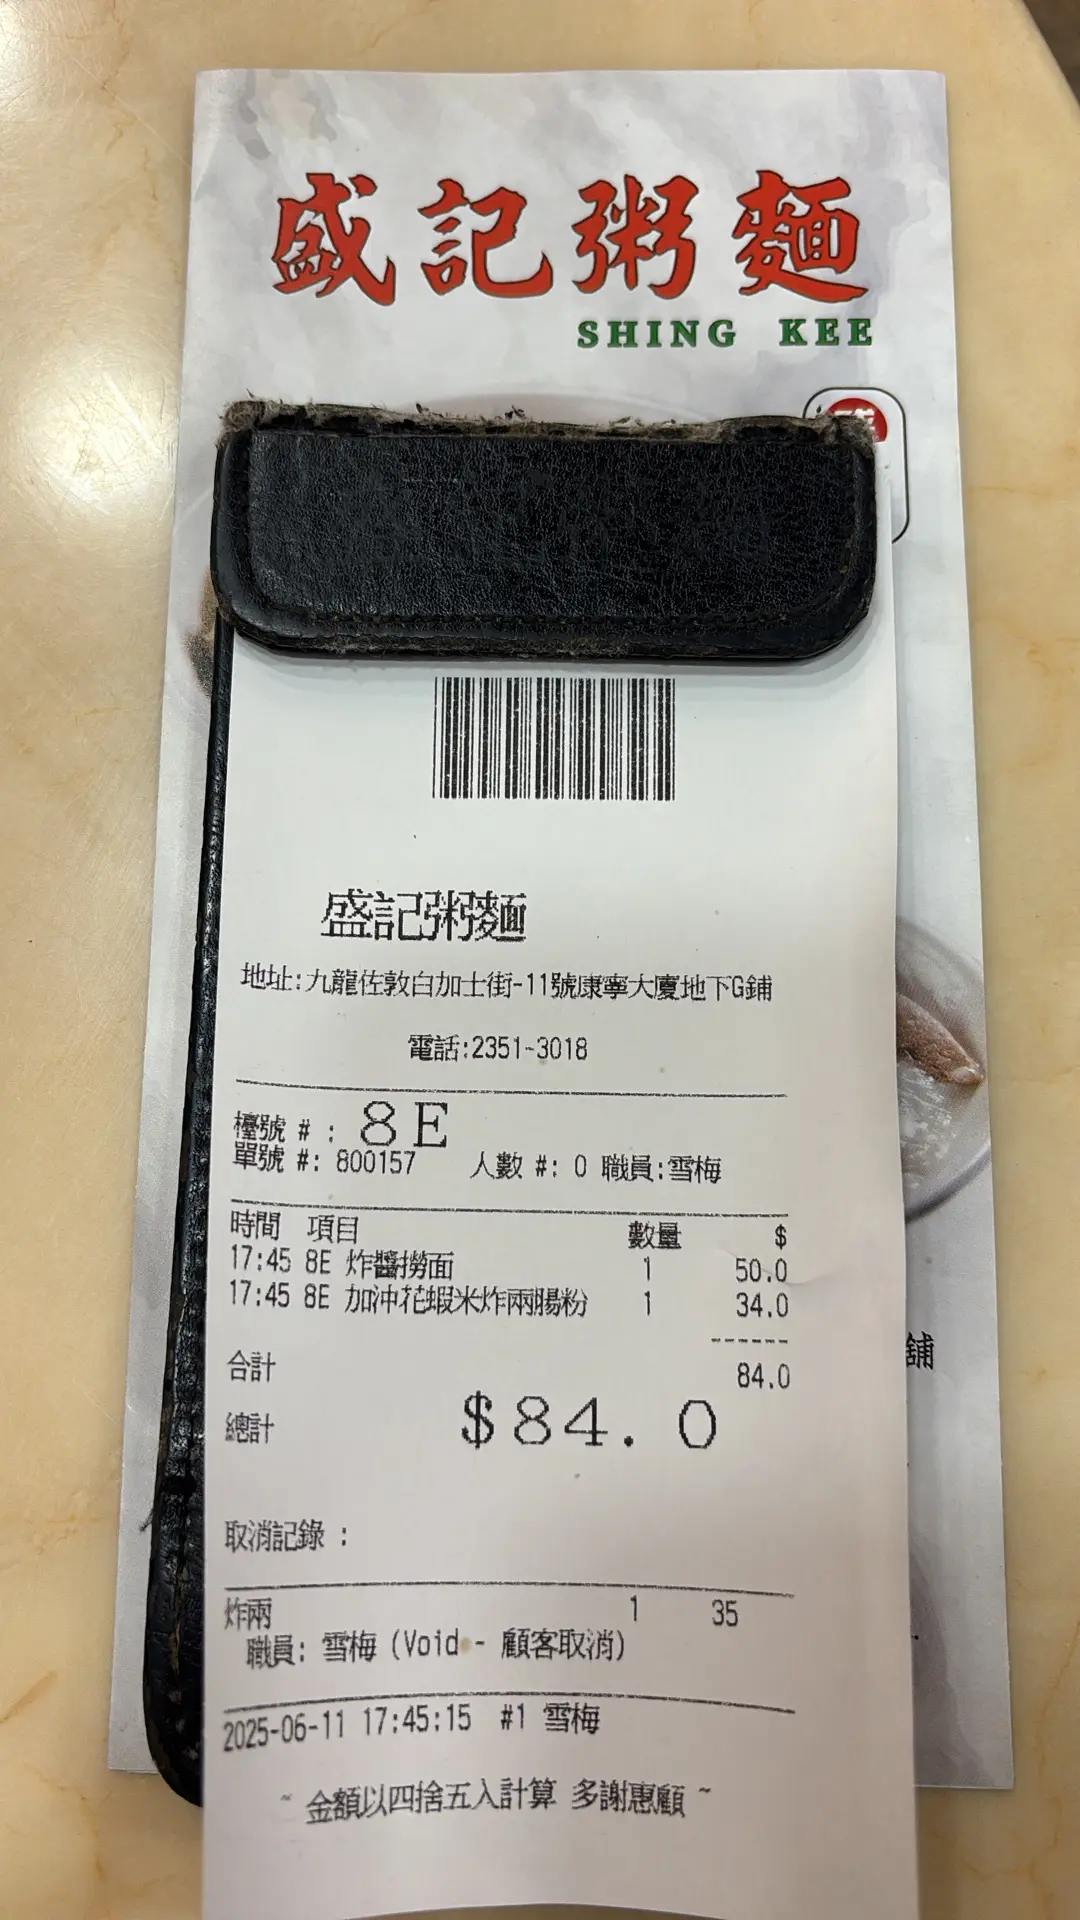 盛記粥麵
SHING KEE
盛記粥麵
地址:九龍佐敦白加士街-11號康寧大廈地下G鋪
電話:2351-3018
檯號 # : 8E
單號 #: 800157 人數 #: 0 職員:雪梅
時間 項目 數量 $
17:45 8E 炸醬撈面 1 50.0
17:45 8E 加沖花蝦米炸兩腸粉 1 34.0
------
合計 84.0
總計 $84.0
舖
取消記錄 :
炸兩 1 35
職員: 雪梅 (Void - 顧客取消)
2025-06-11 17:45:15 #1 雪梅
~ 金額以四捨五入計算 多謝惠顧 ~